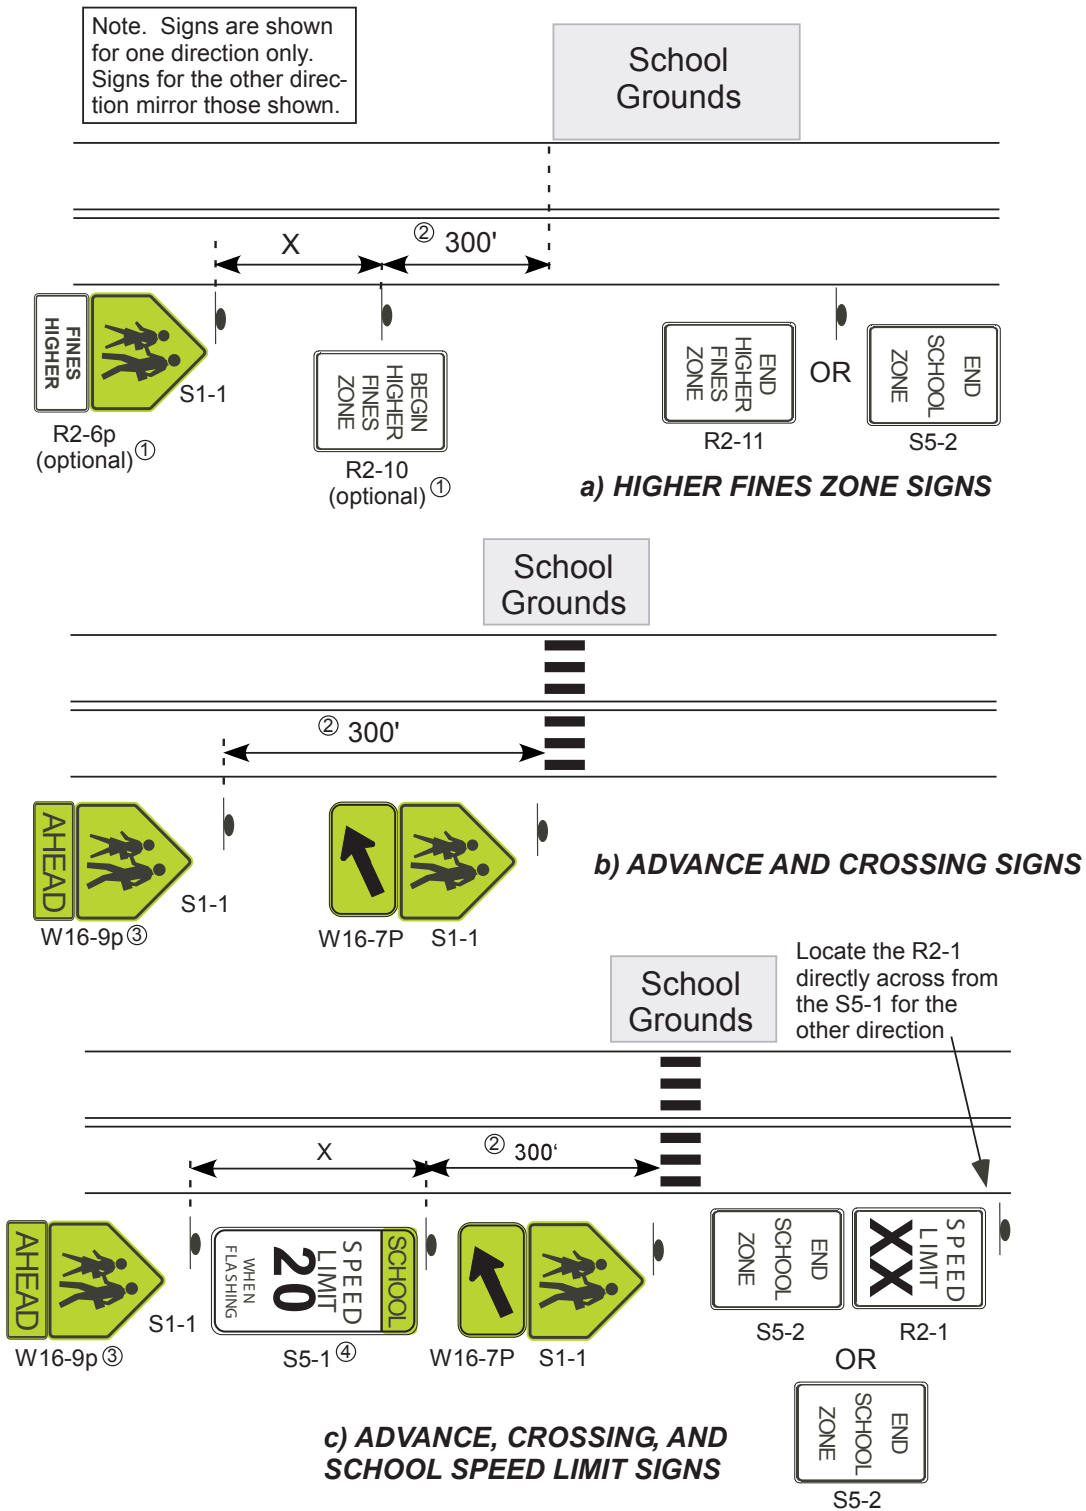 Note. Signs are shown
for one direction only.
Signs for the other direc-
tion mirror those shown.
School
Grounds
X
② 300'
FINES
HIGHER
S1-1
R2-6p
(optional) ①
BEGIN
HIGHER
FINES
ZONE
R2-10
(optional) ①
END
HIGHER
FINES
ZONE
R2-11
OR
END
SCHOOL
ZONE
S5-2
a) HIGHER FINES ZONE SIGNS
School
Grounds
② 300'
AHEAD
S1-1
W16-9p ③
W16-7P
S1-1
b) ADVANCE AND CROSSING SIGNS
School
Grounds
Locate the R2-1
directly across from
the S5-1 for the
other direction
X
② 300'
AHEAD
S1-1
W16-9p ③
SCHOOL
SPEED
LIMIT
20
WHEN
FLASHING
S5-1 ④
W16-7P
S1-1
END
SCHOOL
ZONE
S5-2
SPEED
LIMIT
XX
R2-1
OR
END
SCHOOL
ZONE
S5-2
c) ADVANCE, CROSSING, AND
SCHOOL SPEED LIMIT SIGNS